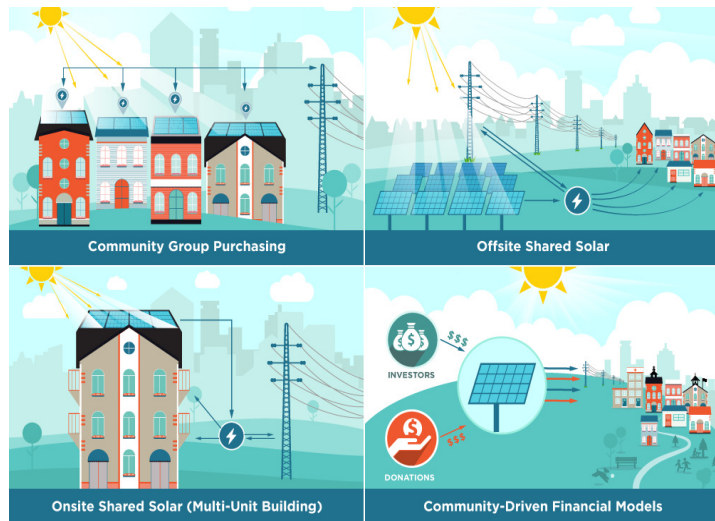 Community Group Purchasing
Offsite Shared Solar
Onsite Shared Solar (Multi-Unit Building)
$$$
INVESTORS
$$$
DONATIONS
Community-Driven Financial Models